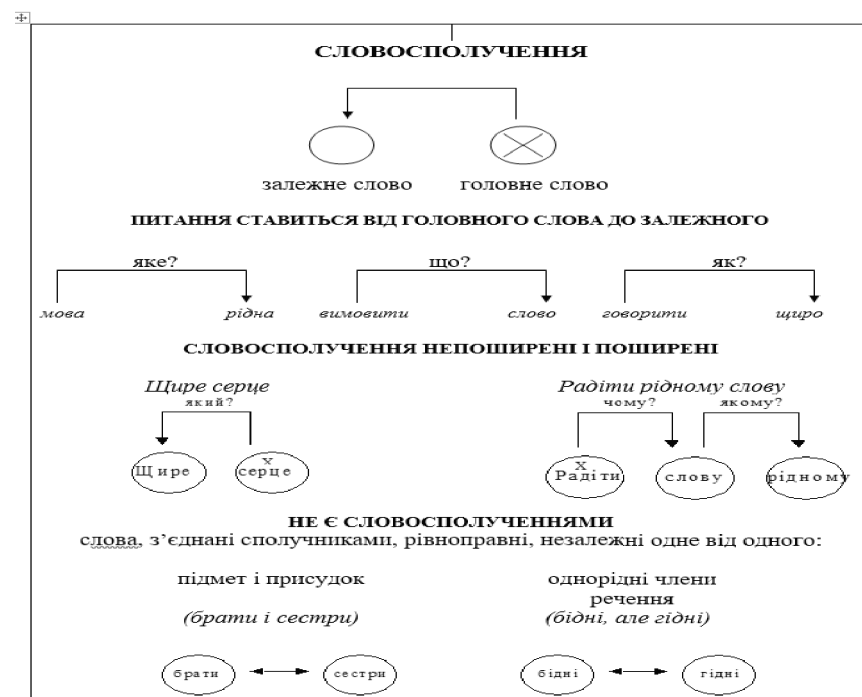 СЛОВОСПОЛУЧЕННЯ
залежне слово головне слово
ПИТАННЯ СТАВИТЬСЯ ВІД ГОЛОВНОГО СЛОВА ДО ЗАЛЕЖНОГО
яке? що? як?
мова рідна вимовити слово говорити щиро
СЛОВОСПОЛУЧЕННЯ НЕПОШИРЕНІ І ПОШИРЕНІ
Щире серце Радіти рідному слову
який? чому? якому?
х х
Щире серце Радіти слову рідному
НЕ Є СЛОВОСПОЛУЧЕННЯМИ
слова, з’єднані сполучниками, рівноправні, незалежні одне від одного:
підмет і присудок однорідні члени
речення
(брати і сестри) (бідні, але гідні)
брати сестри бідні гідні